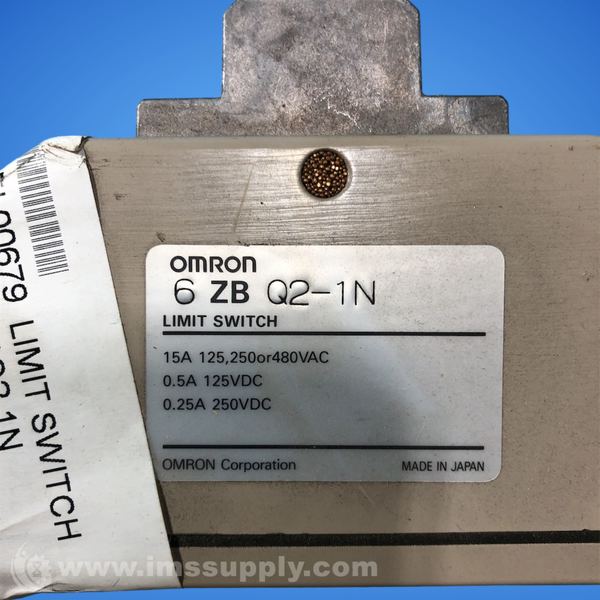 OMRON
6 ZB Q2-1N
LIMIT SWITCH
15A 125,250or480VAC
0.5A 125VDC
0.25A 250VDC
OMRON Corporation
MADE IN JAPAN
00679 LIMIT SWITCH
1N
www.imssupply.com